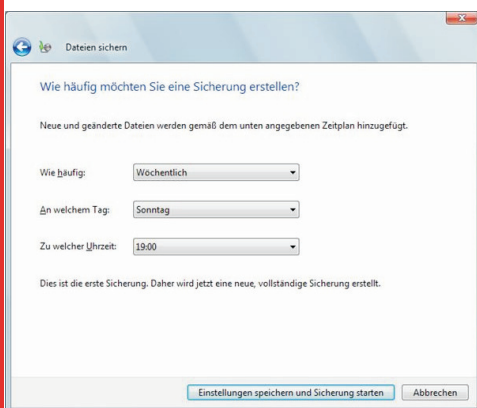 Dateien sichern
Wie häufig möchten Sie eine Sicherung erstellen?
Neue und geänderte Dateien werden gemäß dem unten angegebenen Zeitplan hinzugefügt.
Wie häufig: Wöchentlich
An welchem Tag: Sonntag
Zu welcher Uhrzeit: 19:00
Dies ist die erste Sicherung. Daher wird jetzt eine neue, vollständige Sicherung erstellt.
Einstellungen speichern und Sicherung starten Abbrechen